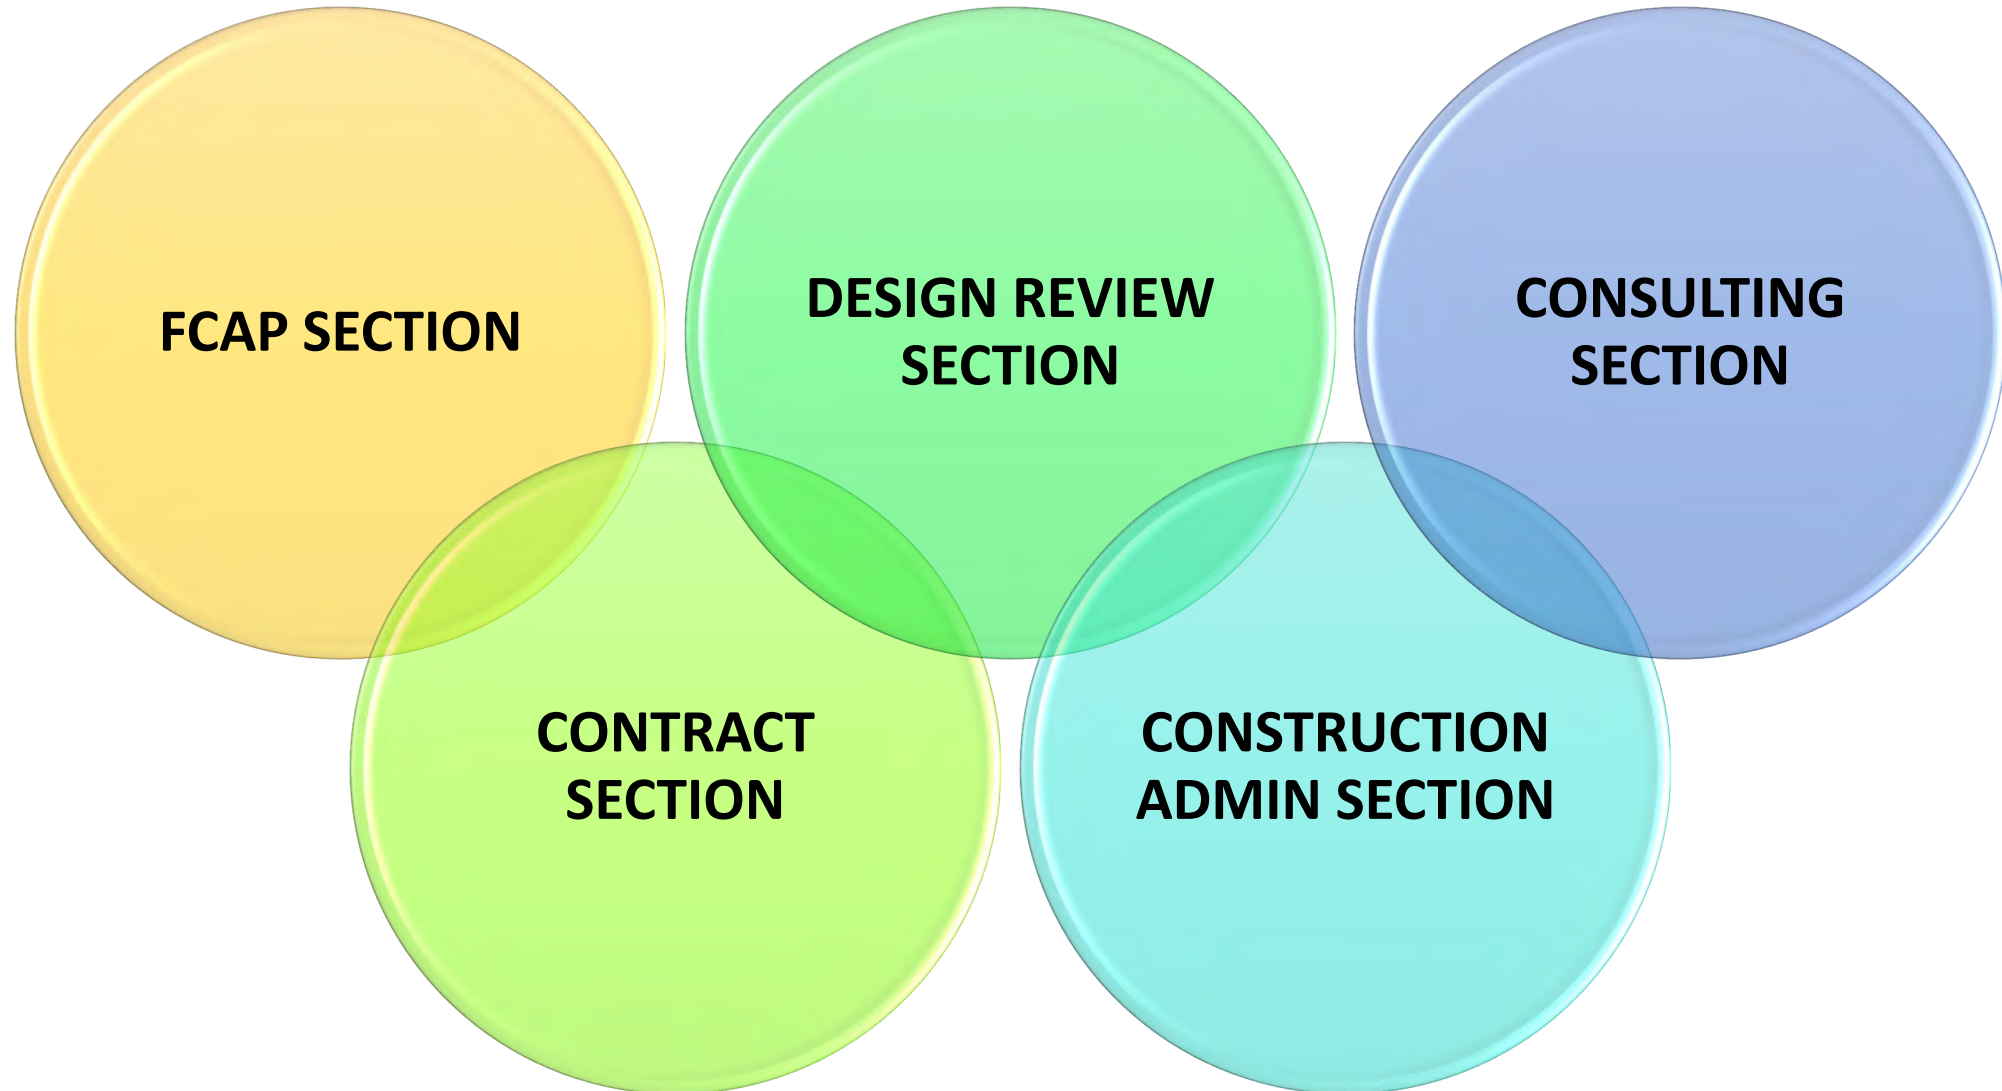 FCAP SECTION
DESIGN REVIEW
SECTION
CONSULTING
SECTION
CONTRACT
SECTION
CONSTRUCTION
ADMIN SECTION